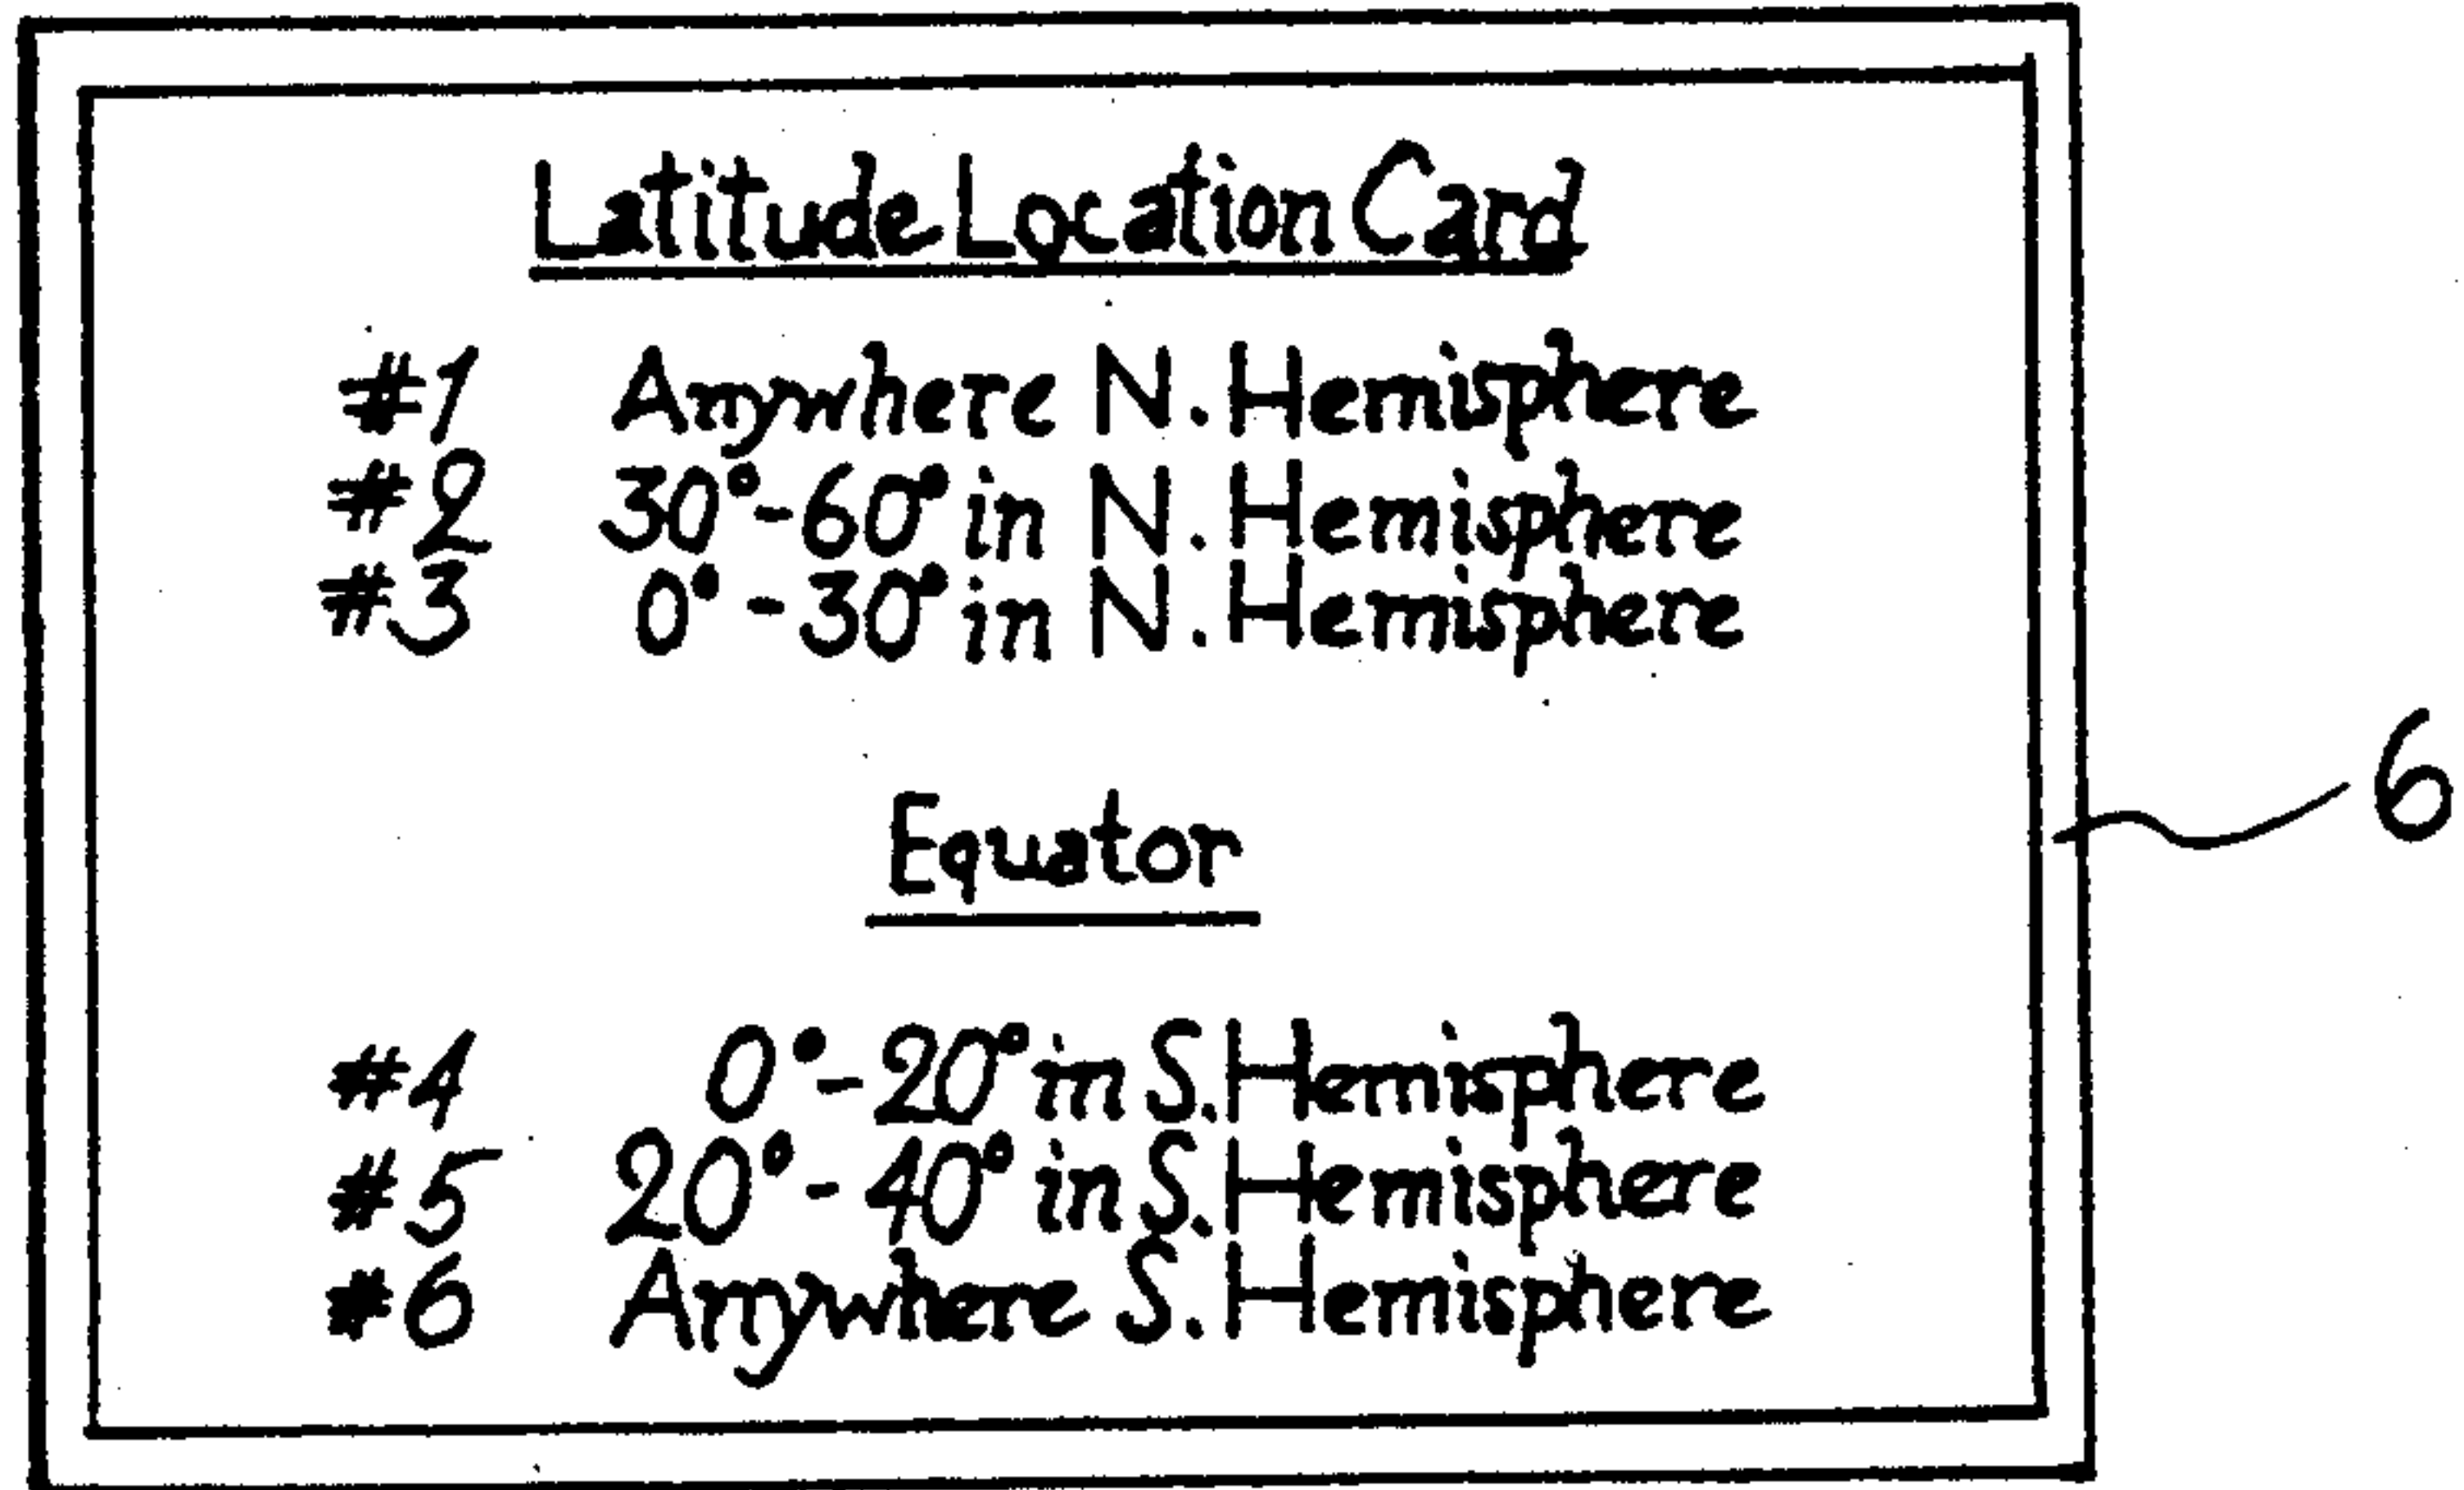 Latitude Location Card
#1 Anywhere N. Hemisphere
#2 30°-60° in N. Hemisphere
#3 0°-30° in N. Hemisphere
6
Equator
#4 0°-20° in S. Hemisphere
#5 20°-40° in S. Hemisphere
#6 Anywhere S. Hemisphere